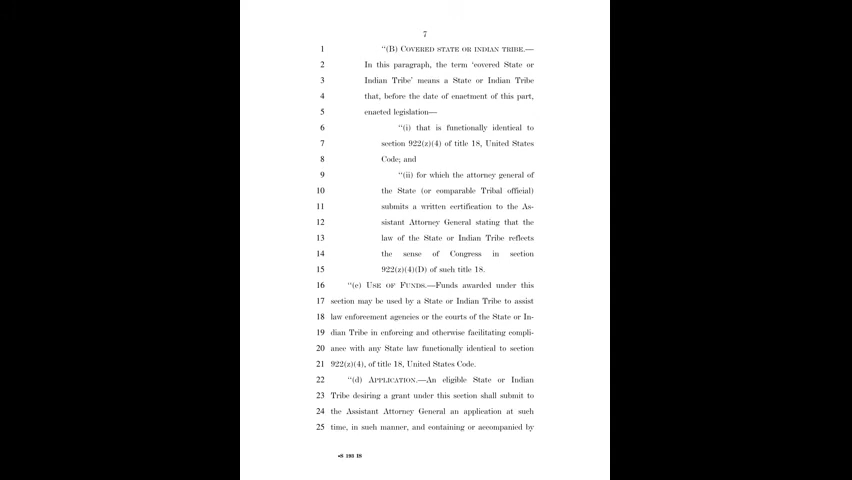 7
1 ‘‘(B) COVERED STATE OR INDIAN TRIBE.—
2 In this paragraph, the term ‘covered State or
3 Indian Tribe’ means a State or Indian Tribe
4 that, before the date of enactment of this part,
5 enacted legislation—
6 ‘‘(i) that is functionally identical to
7 section 922(z)(4) of title 18, United States
8 Code; and
9 ‘‘(ii) for which the attorney general of
10 the State (or comparable Tribal official)
11 submits a written certification to the As-
12 sistant Attorney General stating that the
13 law of the State or Indian Tribe reflects
14 the sense of Congress in section
15 922(z)(4)(D) of such title 18.
16 ‘‘(c) USE OF FUNDS.—Funds awarded under this
17 section may be used by a State or Indian Tribe to assist
18 law enforcement agencies or the courts of the State or In-
19 dian Tribe in enforcing and otherwise facilitating compli-
20 ance with any State law functionally identical to section
21 922(z)(4), of title 18, United States Code.
22 ‘‘(d) APPLICATION.—An eligible State or Indian
23 Tribe desiring a grant under this section shall submit to
24 the Assistant Attorney General an application at such
25 time, in such manner, and containing or accompanied by
•S 193 IS